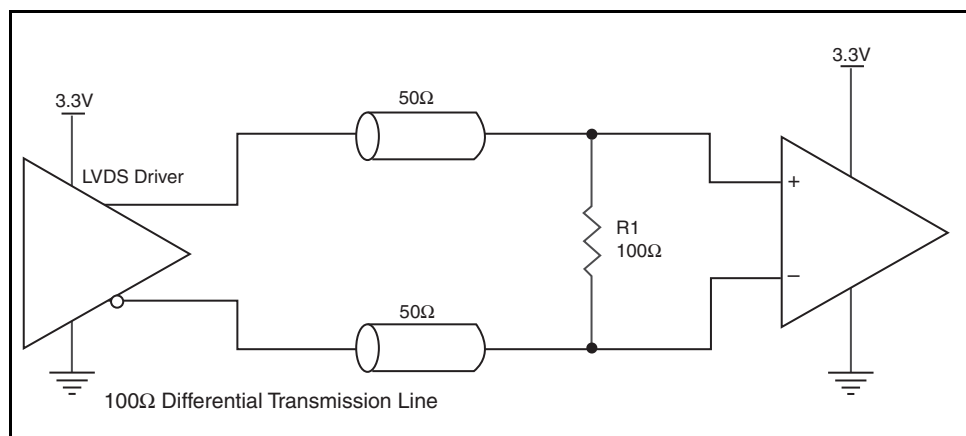 3.3V
3.3V
50Ω
LVDS Driver
+
R1
100Ω
–
50Ω
100Ω Differential Transmission Line